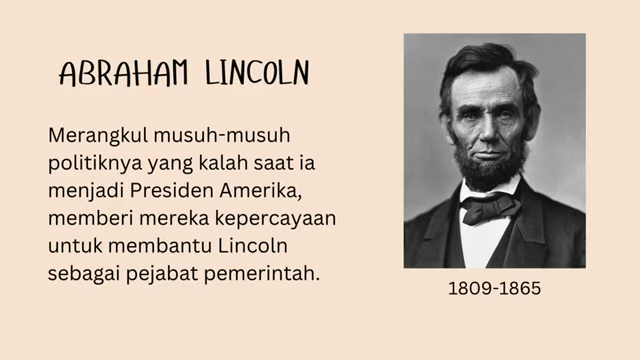 ABRAHAM LINCOLN
Merangkul musuh-musuh
politiknya yang kalah saat ia
menjadi Presiden Amerika,
memberi mereka kepercayaan
untuk membantu Lincoln
sebagai pejabat pemerintah.
1809-1865